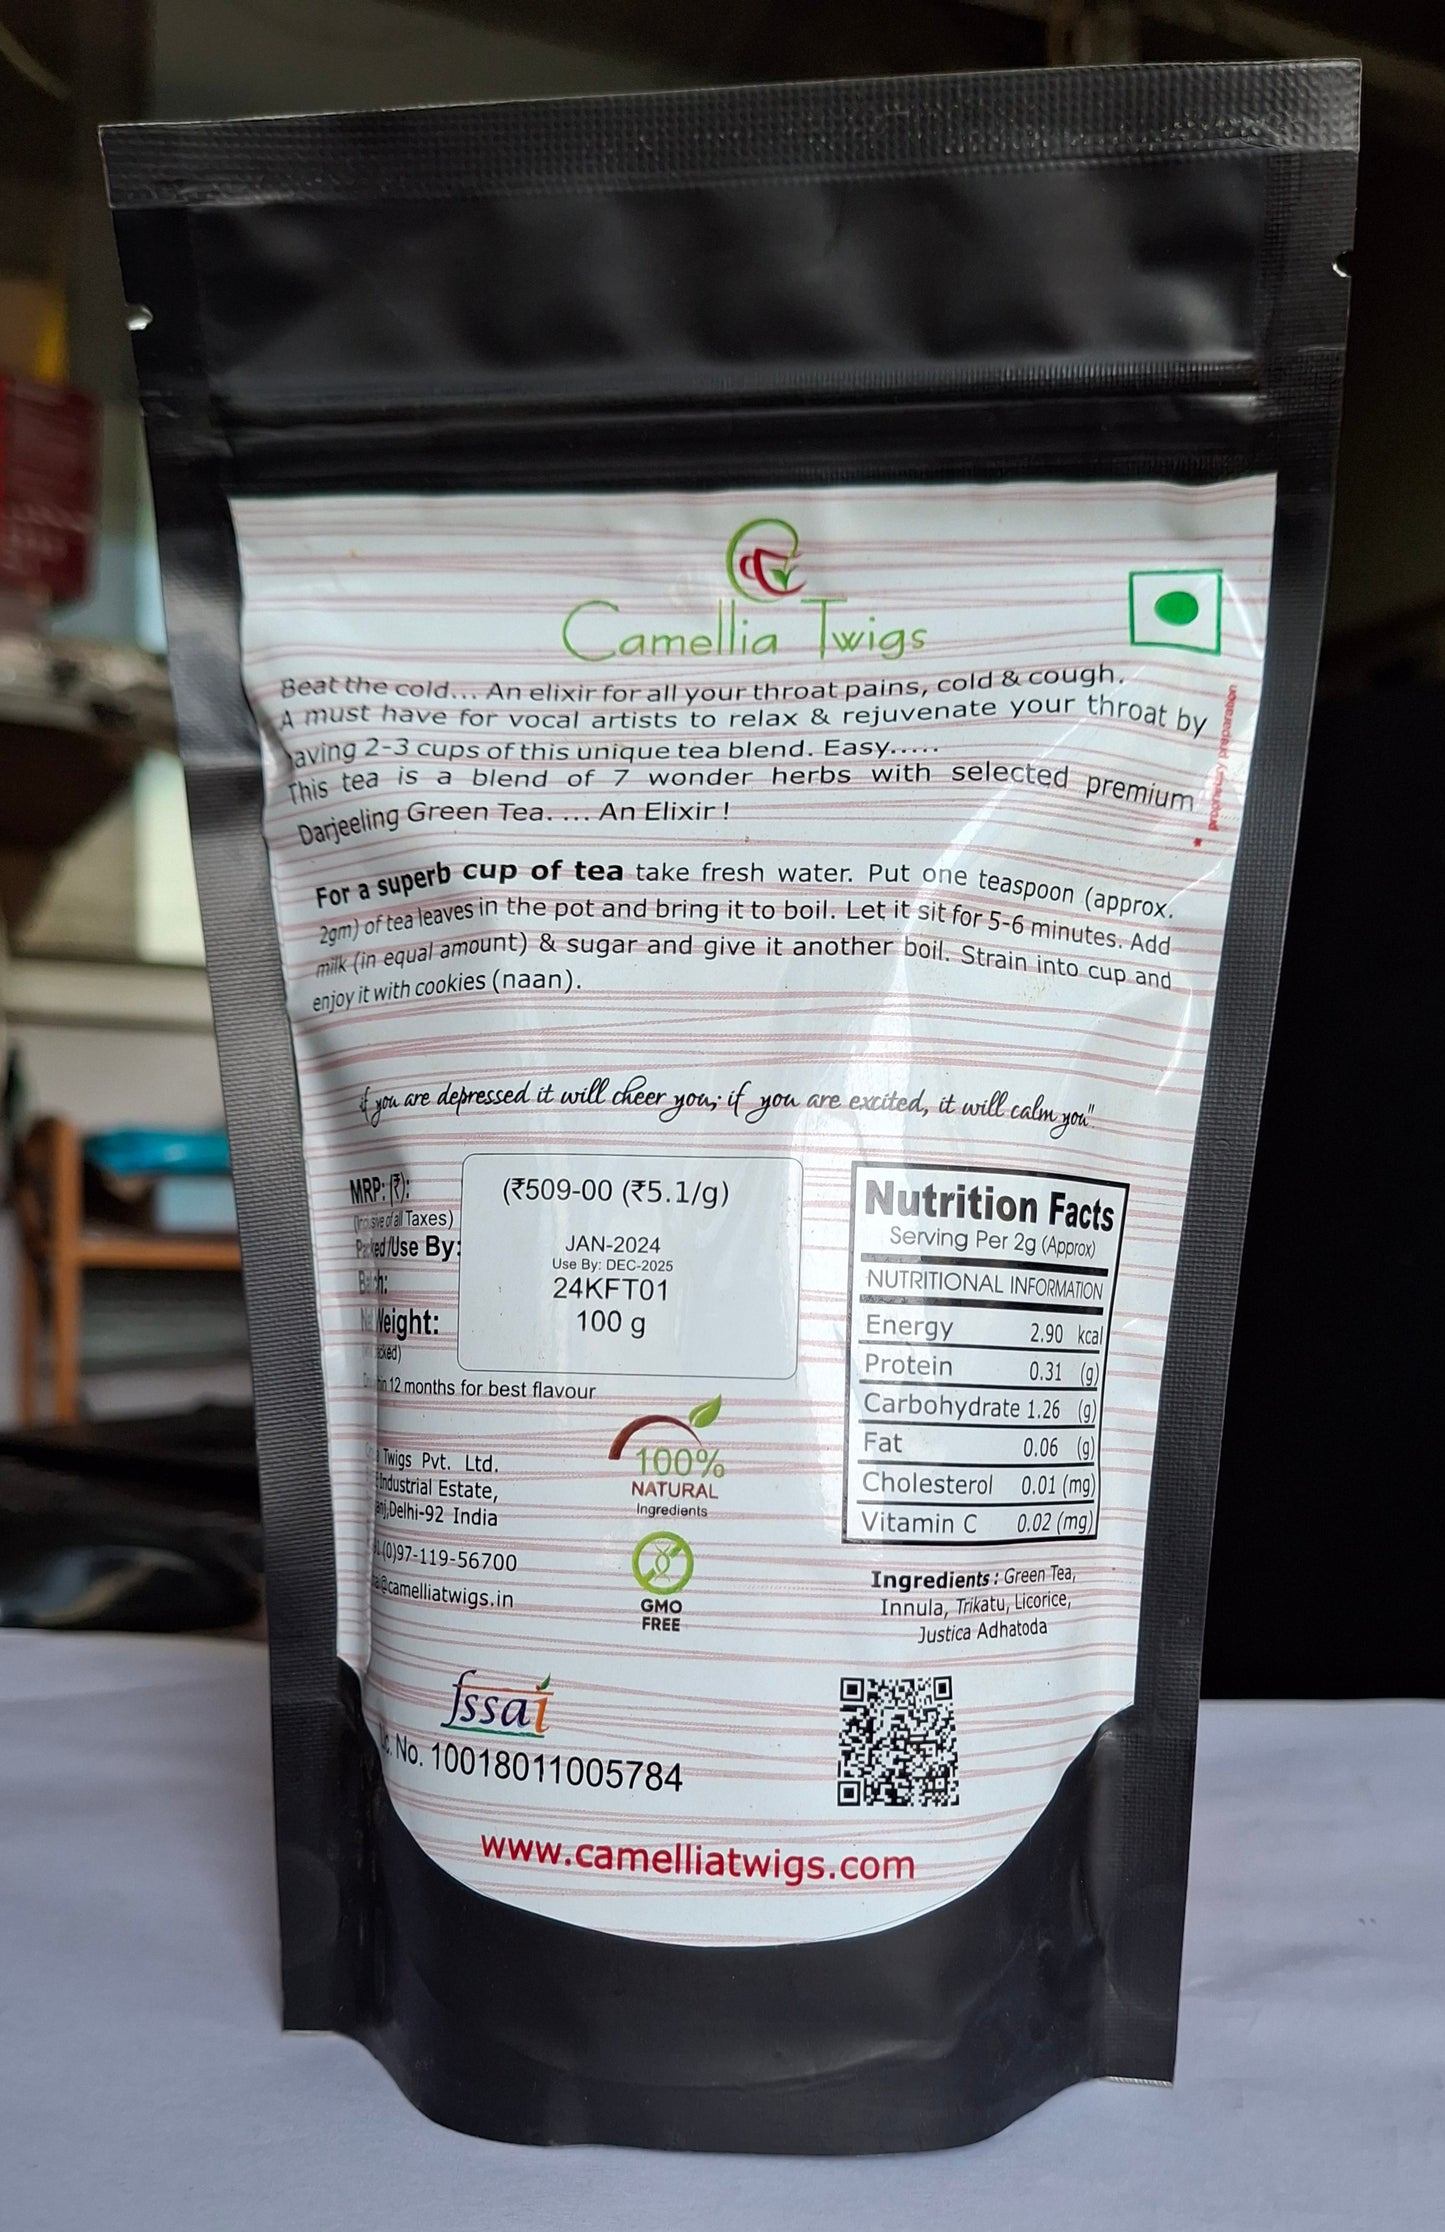 Camellia Twigs
Beat the cold... An elixir for all your throat pains, cold & cough.
A must have for vocal artists to relax & rejuvenate your throat by
having 2-3 cups of this unique tea blend. Easy.....
This tea is a blend of 7 wonder herbs with selected premium
Darjeeling Green Tea. ... An Elixir !
* proprietary preparation
For a superb cup of tea take fresh water. Put one teaspoon (approx.
2gm) of tea leaves in the pot and bring it to boil. Let it sit for 5-6 minutes. Add
milk (in equal amount) & sugar and give it another boil. Strain into cup and
enjoy it with cookies (naan).
if you are depressed it will cheer you; if you are excited, it will calm you"
MRP: (₹): (₹509-00 (₹5.1/g)
(Inclusive of all Taxes)
Packed/Use By: JAN-2024
Use By: DEC-2025
Batch: 24KFT01
Net Weight: 100 g
12 months for best flavour
Twigs Pvt. Ltd.
Industrial Estate,
Delhi-92 India
(0)97-119-56700
@camelliatwigs.in
100%
NATURAL
Ingredients
GMO
FREE
Nutrition Facts
Serving Per 2g (Approx)
NUTRITIONAL INFORMATION
Energy 2.90 kcal
Protein 0.31 (g)
Carbohydrate 1.26 (g)
Fat 0.06 (g)
Cholesterol 0.01 (mg)
Vitamin C 0.02 (mg)
Ingredients : Green Tea,
Innula, Trikatu, Licorice,
Justica Adhatoda
fssai
Lic. No. 10018011005784
www.camelliatwigs.com